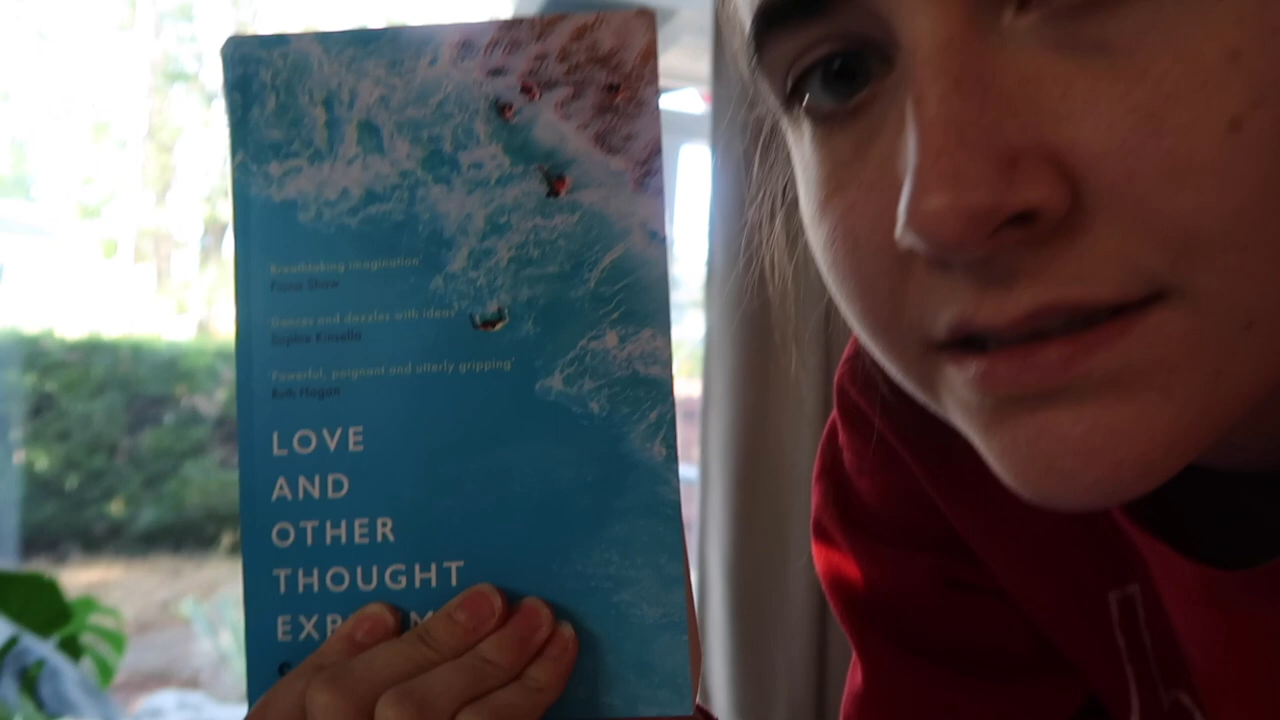 'Breathtaking imagination'
Fiona Shaw
'Dances and dazzles with ideas'
Sophie Kinsella
'Powerful, poignant and utterly gripping'
Ruth Hogan
LOVE
AND
OTHER
THOUGHT